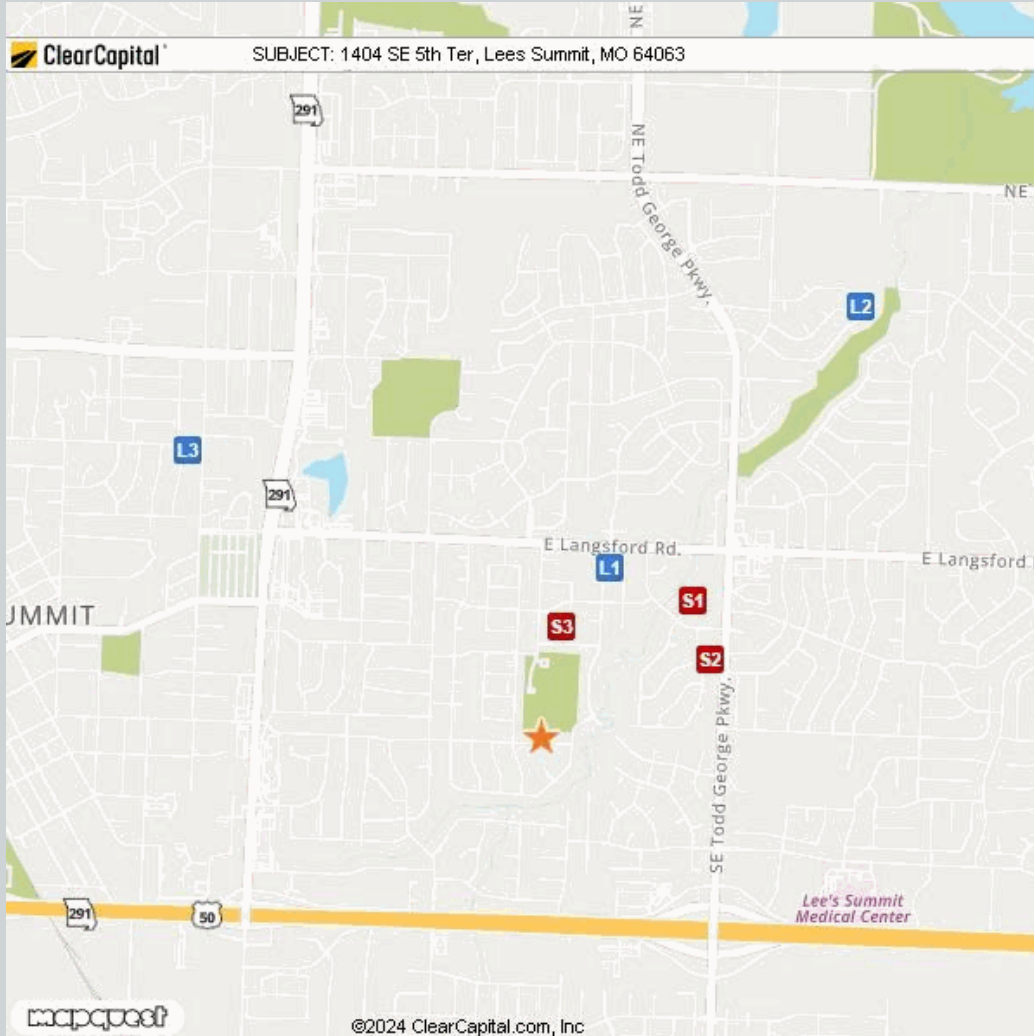 NE
ClearCapital
SUBJECT: 1404 SE 5th Ter, Lees Summit, MO 64063
291
NE Todd George Pkwy.
NE
L2
L3
291
E Langsford Rd.
E Langsford
L1
S1
UMMIT
S3
S2
SE Todd George Pkwy.
Lee's Summit
Medical Center
291
50
mapquest
©2024 ClearCapital.com, Inc